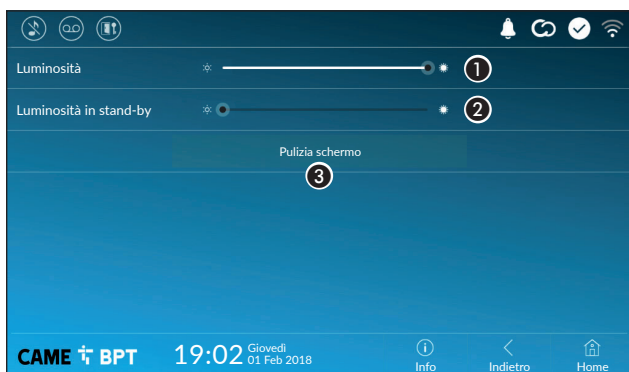 Luminosità
1
Luminosità in stand-by
2
Pulizia schermo
3
CAME BPT
19:02
Giovedì
01 Feb 2018
Info
Indietro
Home